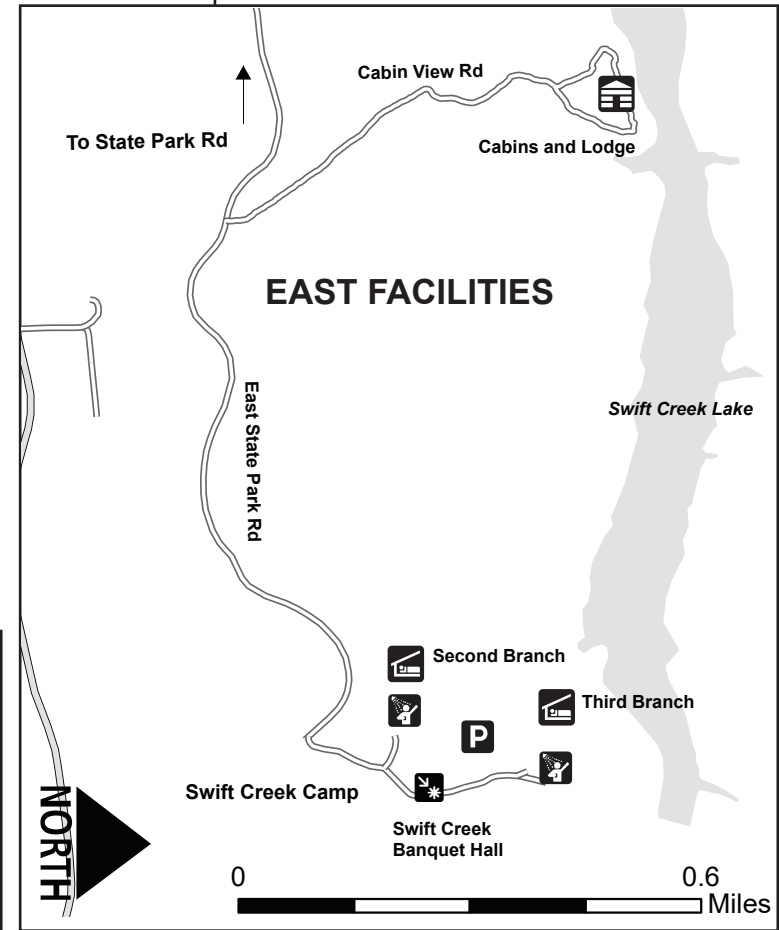 Cabin View Rd
To State Park Rd
Cabins and Lodge
EAST FACILITIES
East State Park Rd
Swift Creek Lake
Second Branch
Third Branch
P
Swift Creek Camp
Swift Creek
Banquet Hall
NORTH
0
0.6
Miles